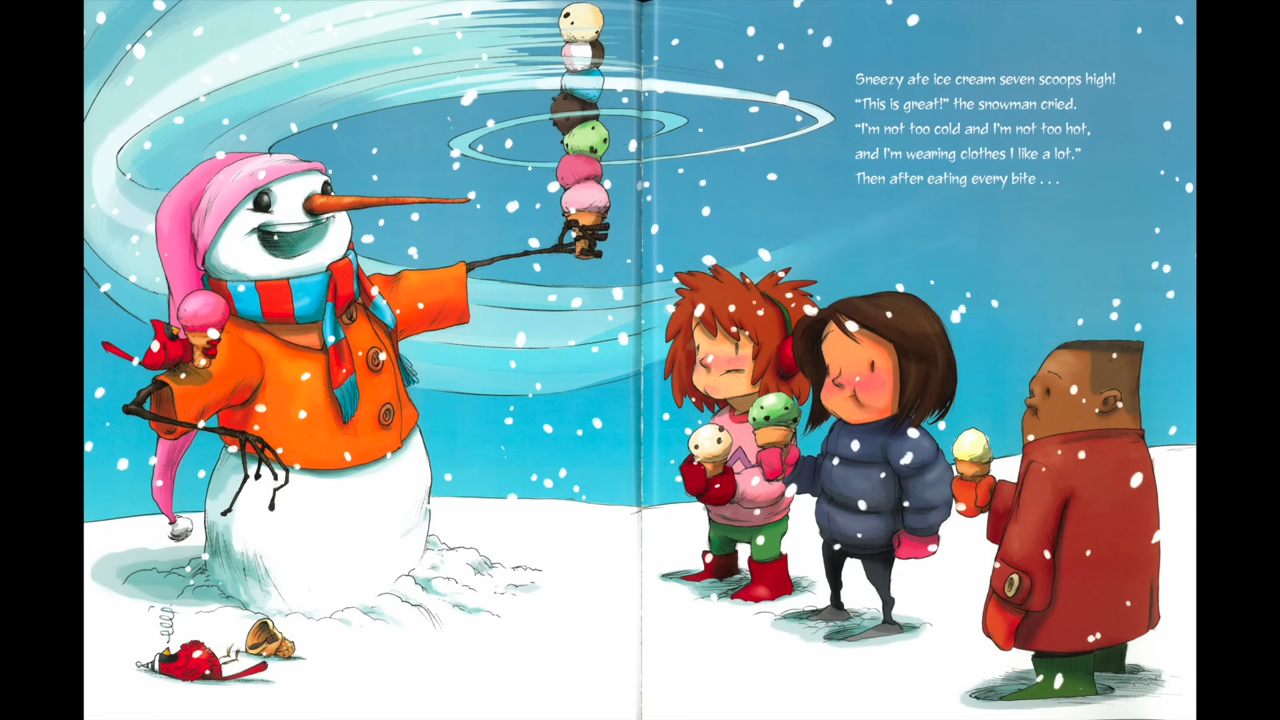 Sneezy ate ice cream seven scoops high!
“This is great!” the snowman cried.
“I’m not too cold and I’m not too hot,
and I’m wearing clothes I like a lot.”
Then after eating every bite . . .